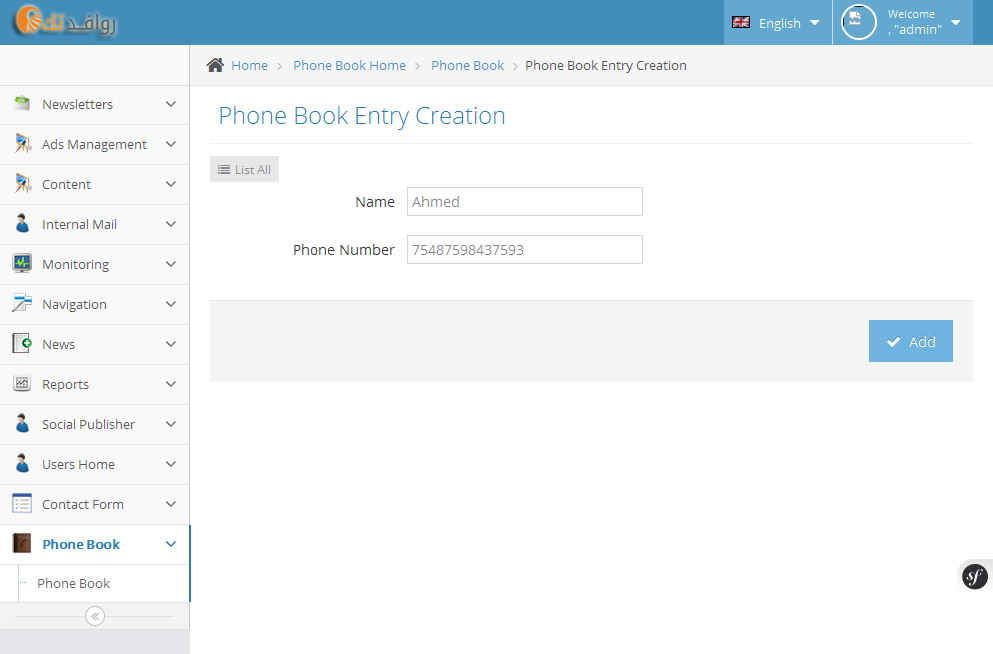 روافد dti
English
Welcome
, "admin"
Home
Phone Book Home
Phone Book
Phone Book Entry Creation
Newsletters
Ads Management
Content
Internal Mail
Monitoring
Navigation
News
Reports
Social Publisher
Users Home
Contact Form
Phone Book
Phone Book
Phone Book Entry Creation
List All
Name
Ahmed
Phone Number
75487598437593
Add
sf